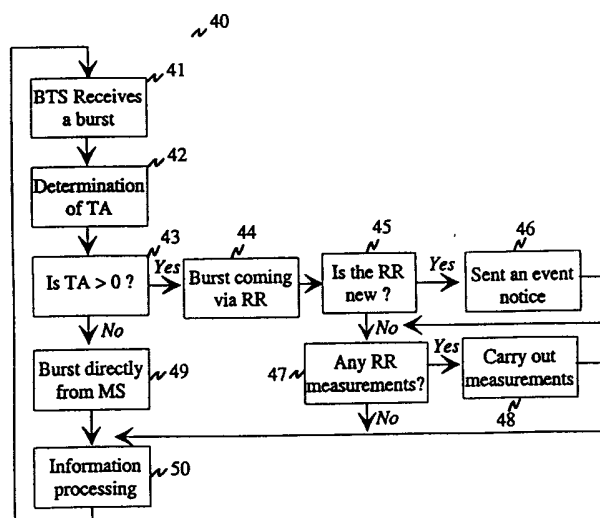 40
41
BTS Receives
a burst
42
Determination
of TA
43
Is TA > 0 ?
Yes
No
44
Burst coming
via RR
45
Is the RR
new ?
Yes
No
46
Sent an event
notice
47
Any RR
measurements?
Yes
No
Carry out
measurements
48
Burst directly
from MS
49
Information
processing
50